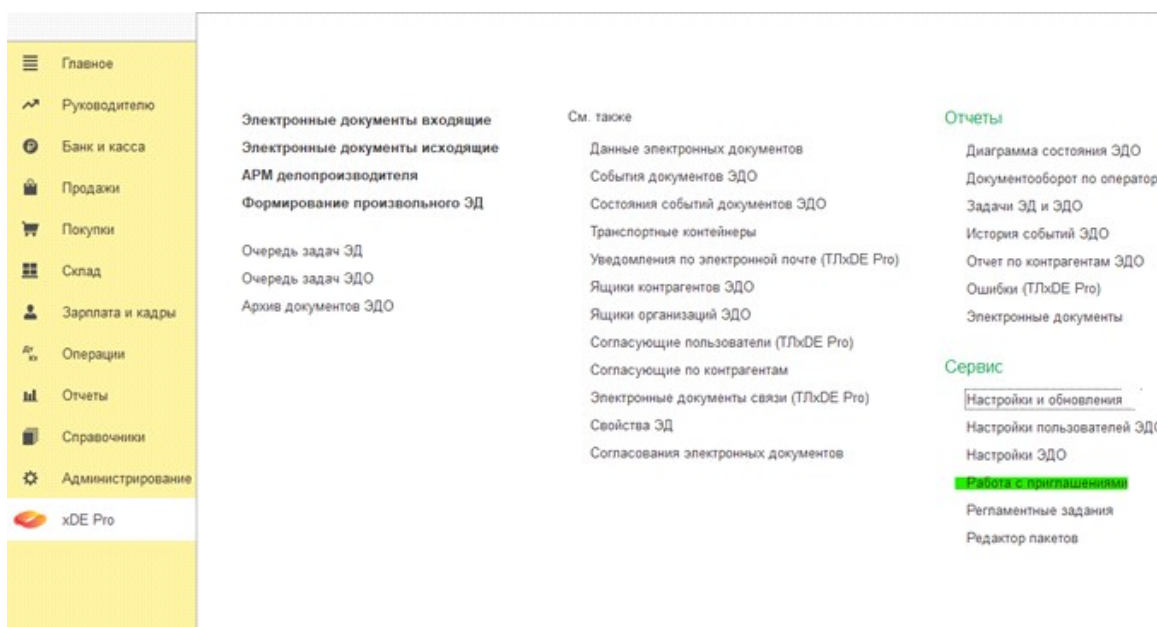 Главное
Руководителю
Банк и касса
Продажи
Покупки
Склад
Зарплата и кадры
Дт Кт
Операции
Отчеты
Справочники
Администрирование
xDE Pro
Электронные документы входящие
Электронные документы исходящие
АРМ делопроизводителя
Формирование произвольного ЭД
Очередь задач ЭД
Очередь задач ЭДО
Архив документов ЭДО
См. также
Данные электронных документов
События документов ЭДО
Состояния событий документов ЭДО
Транспортные контейнеры
Уведомления по электронной почте (ТЛxDE Pro)
Ящики контрагентов ЭДО
Ящики организаций ЭДО
Согласующие пользователи (ТЛxDE Pro)
Согласующие по контрагентам
Электронные документы связи (ТЛxDE Pro)
Свойства ЭД
Согласования электронных документов
Отчеты
Диаграмма состояния ЭДО
Документооборот по оператор
Задачи ЭД и ЭДО
История событий ЭДО
Отчет по контрагентам ЭДО
Ошибки (ТЛxDE Pro)
Электронные документы
Сервис
Настройки и обновления
Настройки пользователей ЭДО
Настройки ЭДО
Работа с приглашениями
Регламентные задания
Редактор пакетов